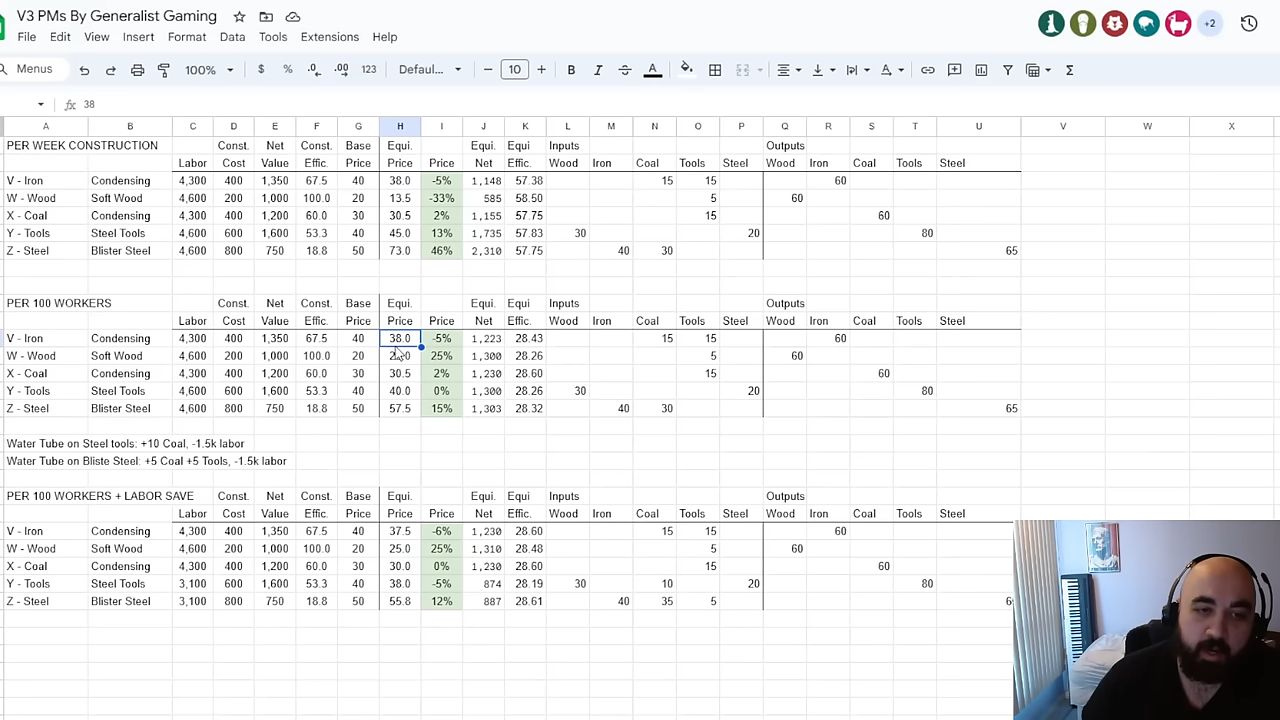 V3 PMs By Generalist Gaming
+2
File Edit View Insert Format Data Tools Extensions Help
Menus 100% $ % .0 .00 123 Defaul... 10 B I A Σ
fx 38
A B C D E F G H I J K L M N O P Q R S T U V W X
PER WEEK CONSTRUCTION Const. Net Const. Base Equi. Equi. Equi Inputs Outputs
Labor Cost Value Effic. Price Price Price Net Effic. Wood Iron Coal Tools Steel Wood Iron Coal Tools Steel
V - Iron Condensing 4,300 400 1,350 67.5 40 38.0 -5% 1,148 57.38 15 15 60
W - Wood Soft Wood 4,600 200 1,000 100.0 20 13.5 -33% 585 58.50 5 60
X - Coal Condensing 4,300 400 1,200 60.0 30 30.5 2% 1,155 57.75 15 60
Y - Tools Steel Tools 4,600 600 1,600 53.3 40 45.0 13% 1,735 57.83 30 20 80
Z - Steel Blister Steel 4,600 800 750 18.8 50 73.0 46% 2,310 57.75 40 30 65
PER 100 WORKERS Const. Net Const. Base Equi. Equi. Equi Inputs Outputs
Labor Cost Value Effic. Price Price Price Net Effic. Wood Iron Coal Tools Steel Wood Iron Coal Tools Steel
V - Iron Condensing 4,300 400 1,350 67.5 40 38.0 -5% 1,223 28.43 15 15 60
W - Wood Soft Wood 4,600 200 1,000 100.0 20 25% 1,300 28.26 5 60
X - Coal Condensing 4,300 400 1,200 60.0 30 30.5 2% 1,230 28.60 15 60
Y - Tools Steel Tools 4,600 600 1,600 53.3 40 40.0 0% 1,300 28.26 30 20 80
Z - Steel Blister Steel 4,600 800 750 18.8 50 57.5 15% 1,303 28.32 40 30 65
Water Tube on Steel tools: +10 Coal, -1.5k labor
Water Tube on Bliste Steel: +5 Coal +5 Tools, -1.5k labor
PER 100 WORKERS + LABOR SAVE Const. Net Const. Base Equi. Equi. Equi Inputs Outputs
Labor Cost Value Effic. Price Price Price Net Effic. Wood Iron Coal Tools Steel Wood Iron Coal Tools Steel
V - Iron Condensing 4,300 400 1,350 67.5 40 37.5 -6% 1,230 28.60 15 15 60
W - Wood Soft Wood 4,600 200 1,000 100.0 20 25.0 25% 1,310 28.48 5 60
X - Coal Condensing 4,300 400 1,200 60.0 30 30.0 0% 1,230 28.60 15 60
Y - Tools Steel Tools 3,100 600 1,600 53.3 40 38.0 -5% 874 28.19 30 10 20 80
Z - Steel Blister Steel 3,100 800 750 18.8 50 55.8 12% 887 28.61 40 35 5